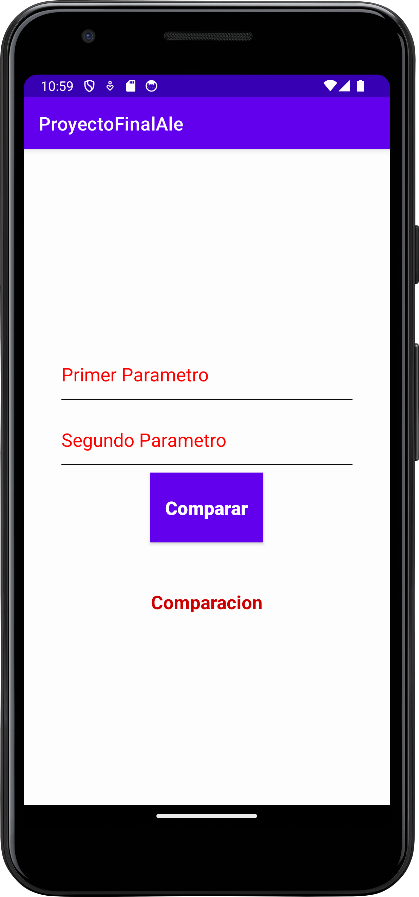 10:59
ProyectoFinalAle
Primer Parametro
Segundo Parametro
Comparar
Comparacion